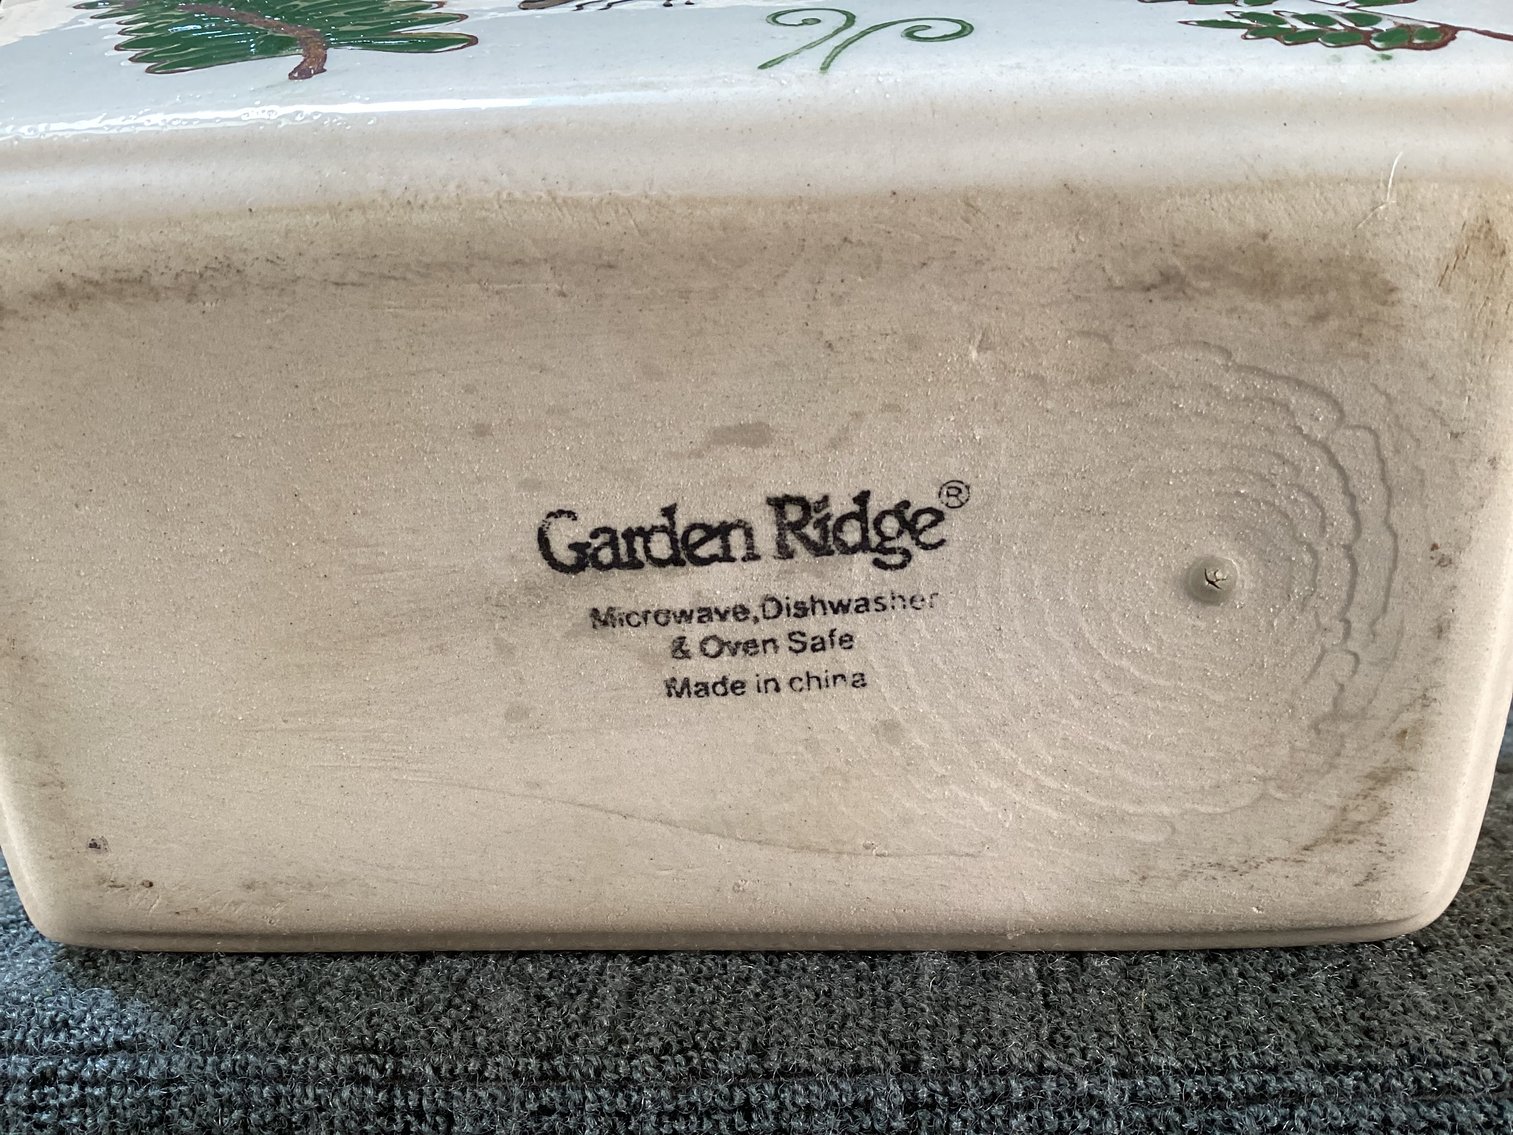 Garden Ridge®
Microwave,Dishwasher
& Oven Safe
Made in china